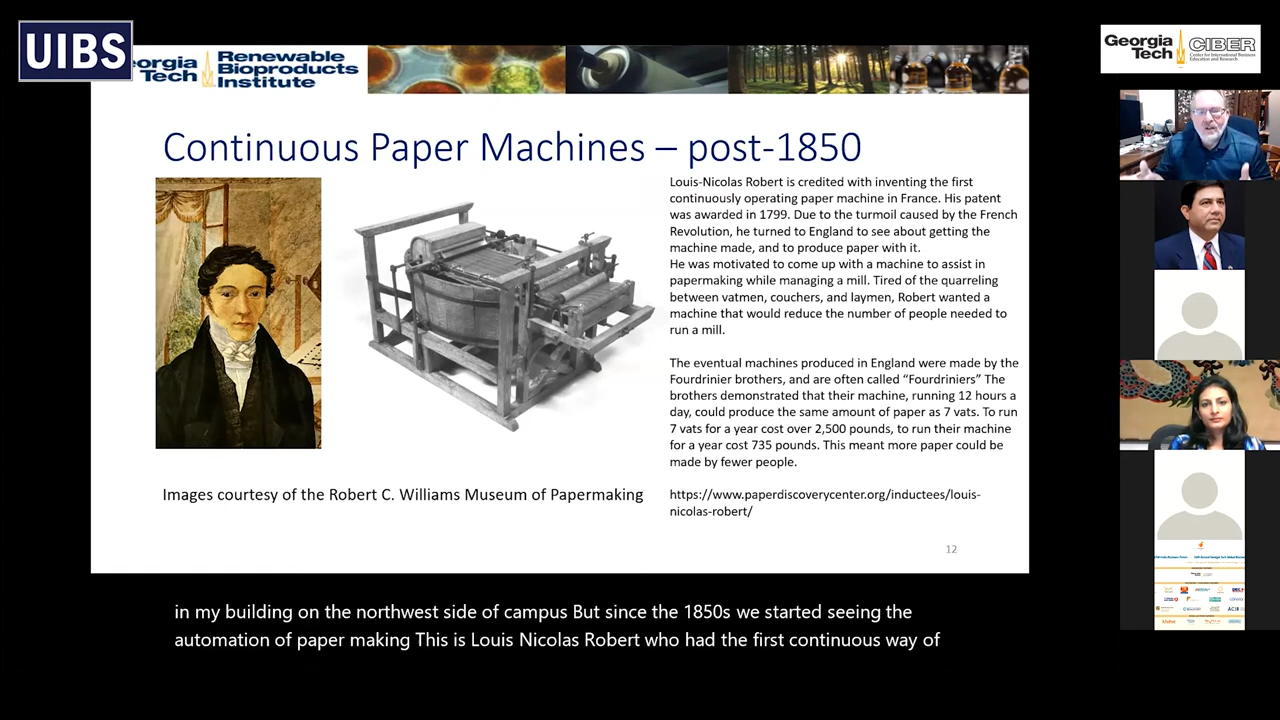 UIBS
Georgia
Tech
Renewable
Bioproducts
Institute
Georgia
Tech
CIBER
Center for International Business
Education and Research
Continuous Paper Machines – post-1850
Louis-Nicolas Robert is credited with inventing the first
continuously operating paper machine in France. His patent
was awarded in 1799. Due to the turmoil caused by the French
Revolution, he turned to England to see about getting the
machine made, and to produce paper with it.
He was motivated to come up with a machine to assist in
papermaking while managing a mill. Tired of the quarreling
between vatmen, couchers, and laymen, Robert wanted a
machine that would reduce the number of people needed to
run a mill.
The eventual machines produced in England were made by the
Fourdrinier brothers, and are often called “Fourdriniers” The
brothers demonstrated that their machine, running 12 hours a
day, could produce the same amount of paper as 7 vats. To run
7 vats for a year cost over 2,500 pounds, to run their machine
for a year cost 735 pounds. This meant more paper could be
made by fewer people.
Images courtesy of the Robert C. Williams Museum of Papermaking
https://www.paperdiscoverycenter.org/inductees/louis-
nicolas-robert/
12
in my building on the northwest side of campus But since the 1850s we started seeing the
automation of paper making This is Louis Nicolas Robert who had the first continuous way of